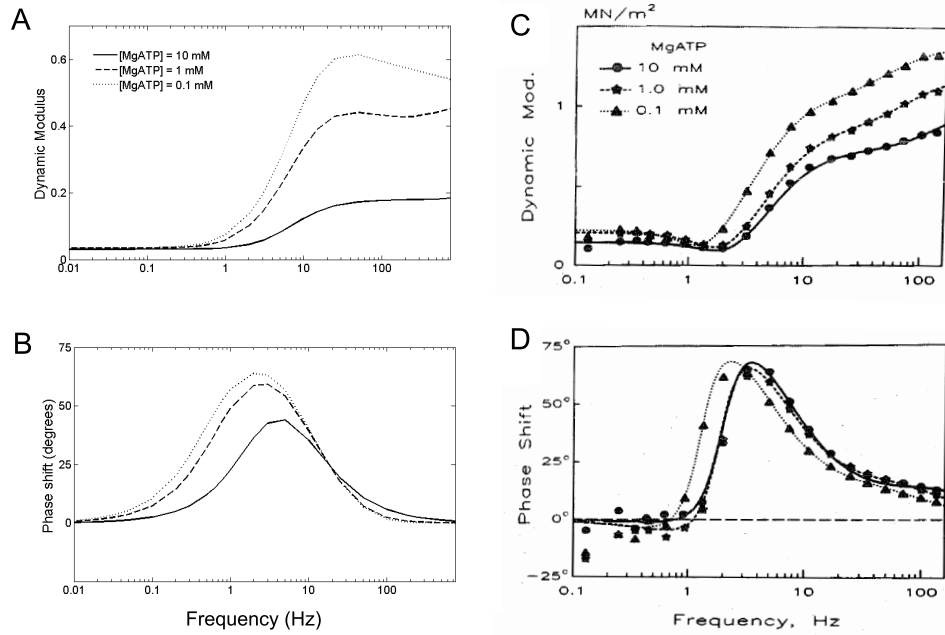 A
[MgATP] = 10 mM
[MgATP] = 1 mM
[MgATP] = 0.1 mM
Dynamic Modulus
0.6
0.4
0.2
0
0.01
0.1
1
10
100
B
Phase shift (degrees)
75
50
25
0
0.01
0.1
1
10
100
Frequency (Hz)
C
MN/m²
MgATP
10 mM
1.0 mM
0.1 mM
Dynamic Mod.
1
0
0.1
1
10
100
D
Phase Shift
75°
50°
25°
0°
−25°
0.1
1
10
100
Frequency, Hz